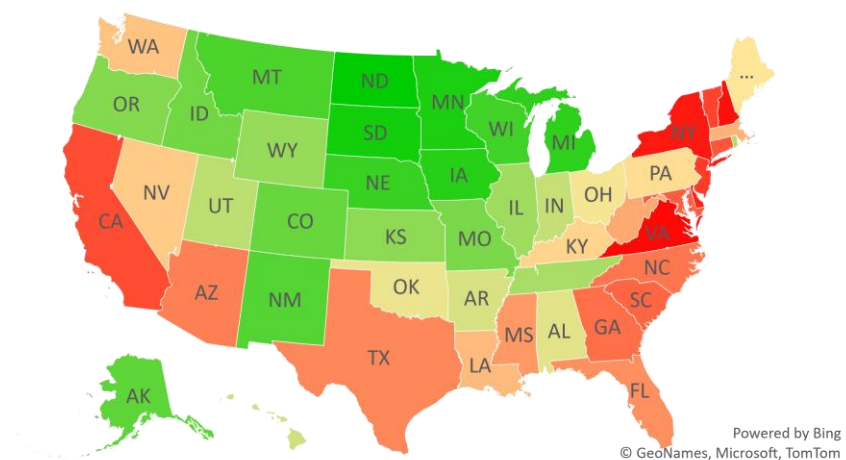 WA
MT
ND
MN
...
OR
ID
SD
WI
MI
NY
WY
IA
PA
NE
OH
NV
UT
CO
IL
IN
CA
KS
MO
KY
VA
NC
AZ
NM
OK
AR
SC
TX
MS
AL
GA
LA
FL
AK
Powered by Bing
© GeoNames, Microsoft, TomTom